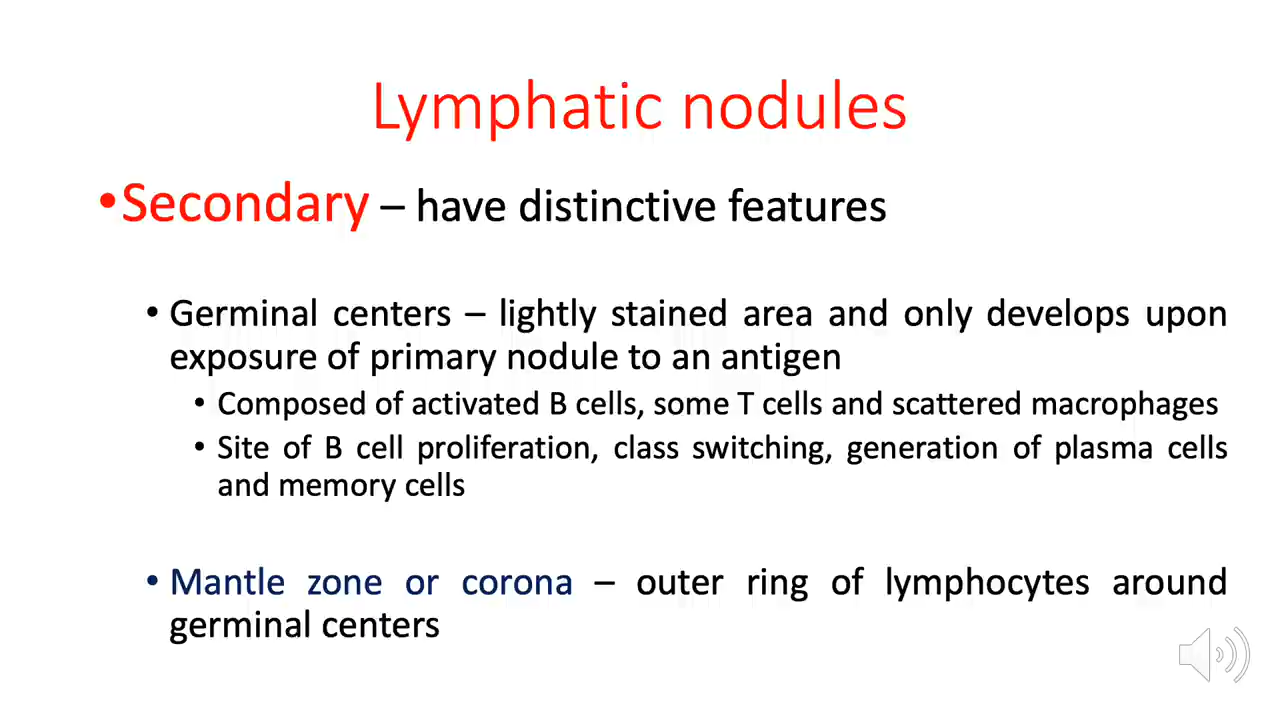 Lymphatic nodules
•Secondary – have distinctive features
• Germinal centers – lightly stained area and only develops upon
exposure of primary nodule to an antigen
• Composed of activated B cells, some T cells and scattered macrophages
• Site of B cell proliferation, class switching, generation of plasma cells
and memory cells
• Mantle zone or corona – outer ring of lymphocytes around
germinal centers